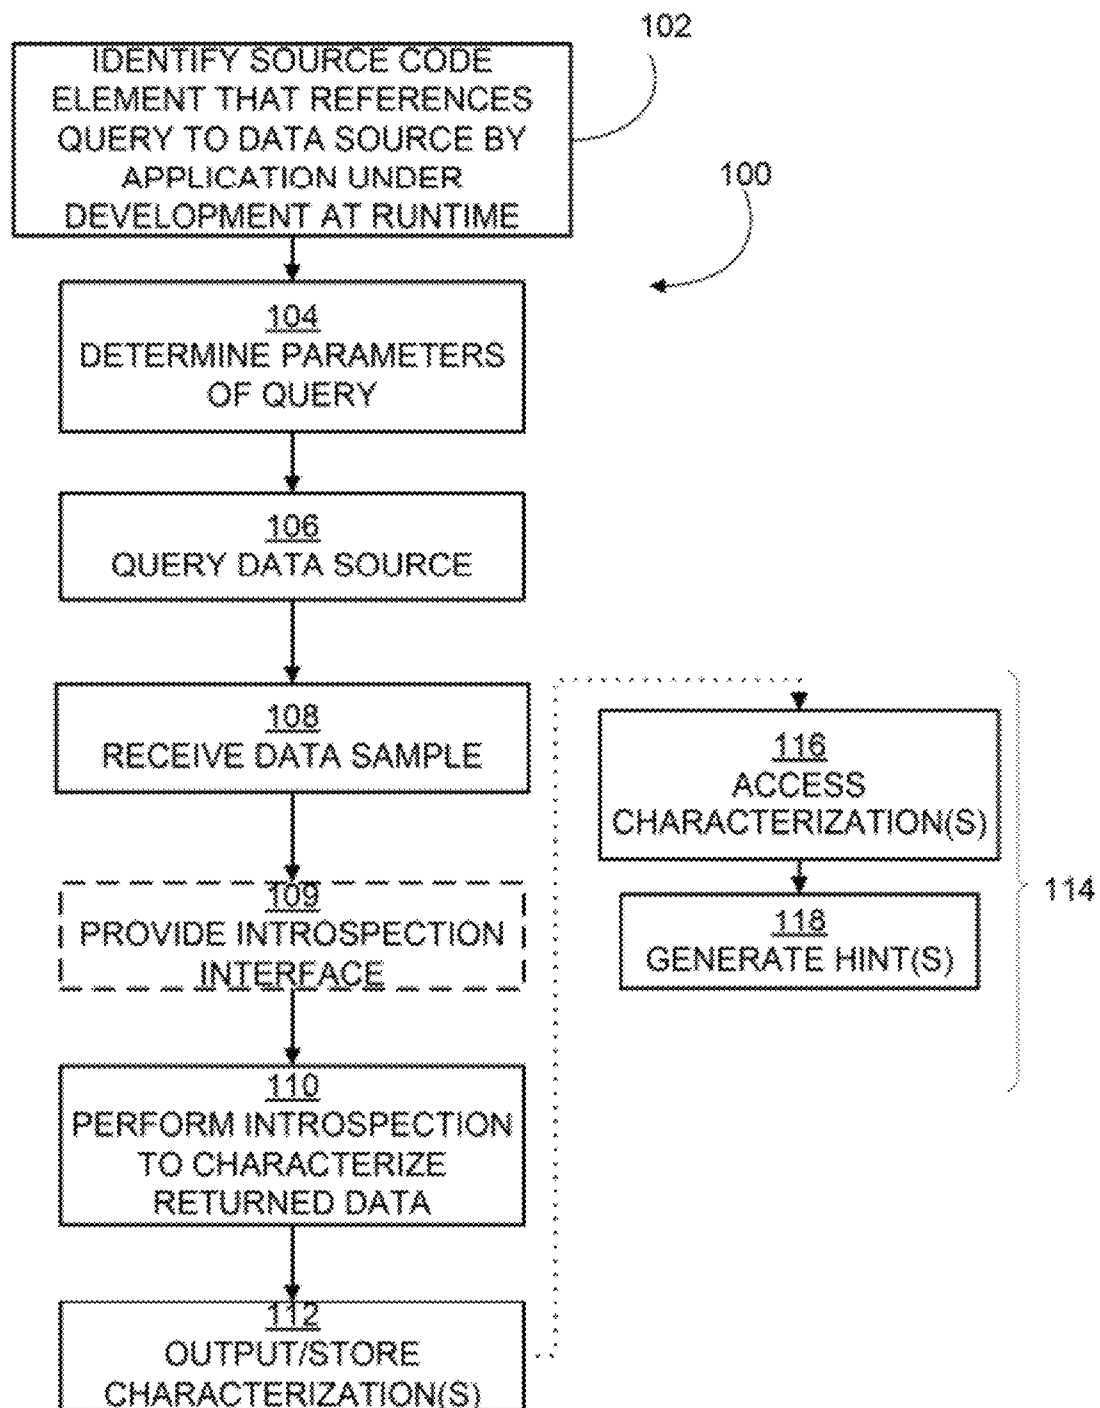 102
IDENTIFY SOURCE CODE
ELEMENT THAT REFERENCES
QUERY TO DATA SOURCE BY
APPLICATION UNDER
DEVELOPMENT AT RUNTIME
100
104
DETERMINE PARAMETERS
OF QUERY
106
QUERY DATA SOURCE
108
RECEIVE DATA SAMPLE
109
PROVIDE INTROSPECTION
INTERFACE
110
PERFORM INTROSPECTION
TO CHARACTERIZE
RETURNED DATA
112
OUTPUT/STORE
CHARACTERIZATION(S)
116
ACCESS
CHARACTERIZATION(S)
118
GENERATE HINT(S)
114